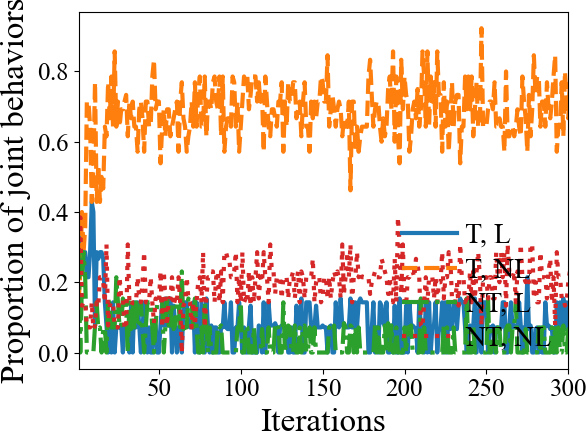 Proportion of joint behaviors
0.8
0.6
0.4
0.2
0.0
T, L
T, NL
NT, L
NT, NL
50
100
150
200
250
300
Iterations